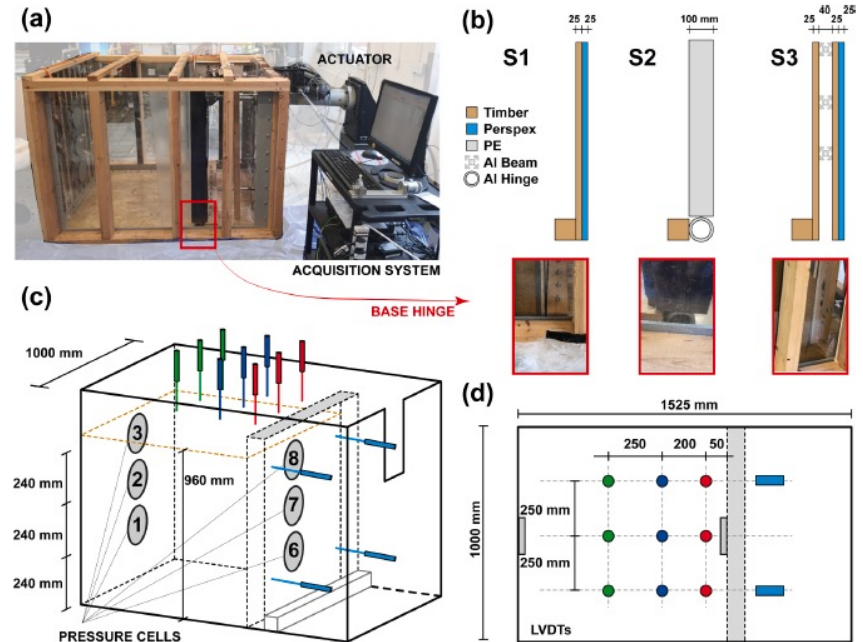 (a)
ACTUATOR
ACQUISITION SYSTEM
BASE HINGE
(b)
25 25
100 mm
40
25 25 25
S1
S2
S3
Timber
Perspex
PE
Al Beam
Al Hinge
(c)
1000 mm
3
2
1
8
7
6
960 mm
240 mm
240 mm
240 mm
PRESSURE CELLS
(d)
1525 mm
250 200 50
250 mm
250 mm
1000 mm
LVDTs